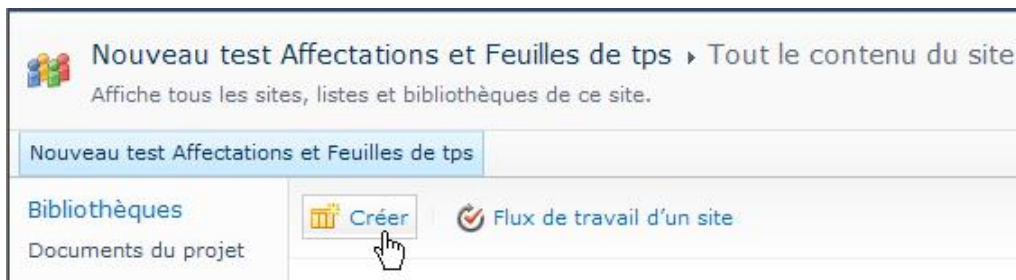 Nouveau test Affectations et Feuilles de tps ▸ Tout le contenu du site
Affiche tous les sites, listes et bibliothèques de ce site.
Nouveau test Affectations et Feuilles de tps
Bibliothèques
Documents du projet
Créer
Flux de travail d'un site